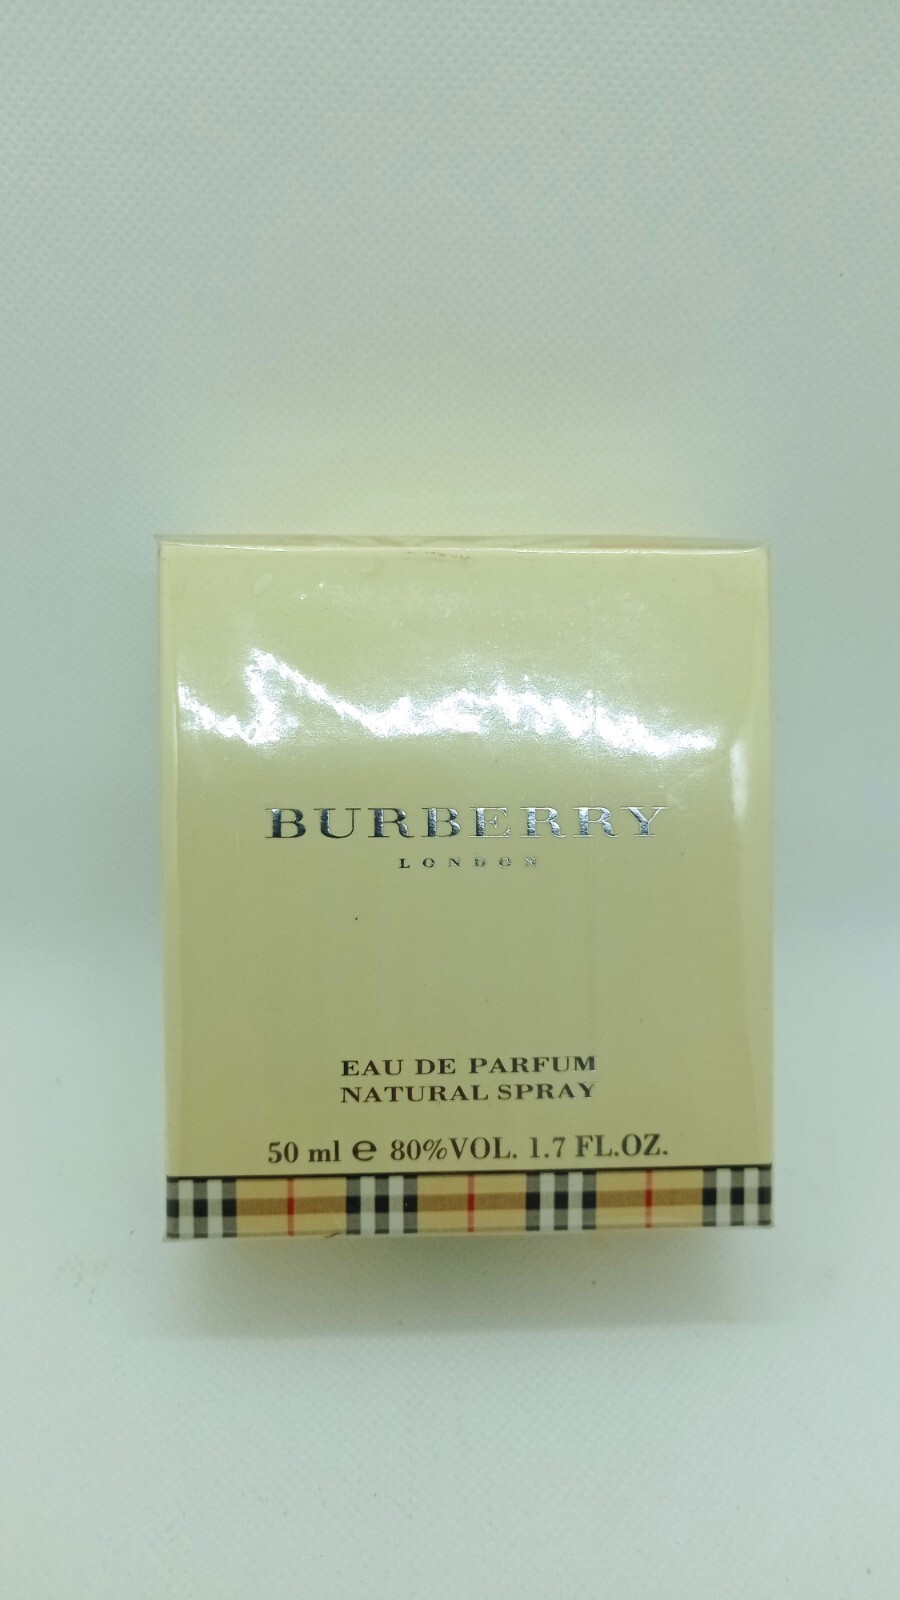 BURBERRY
LONDON
EAU DE PARFUM
NATURAL SPRAY
50 ml ℮ 80%VOL. 1.7 FL.OZ.